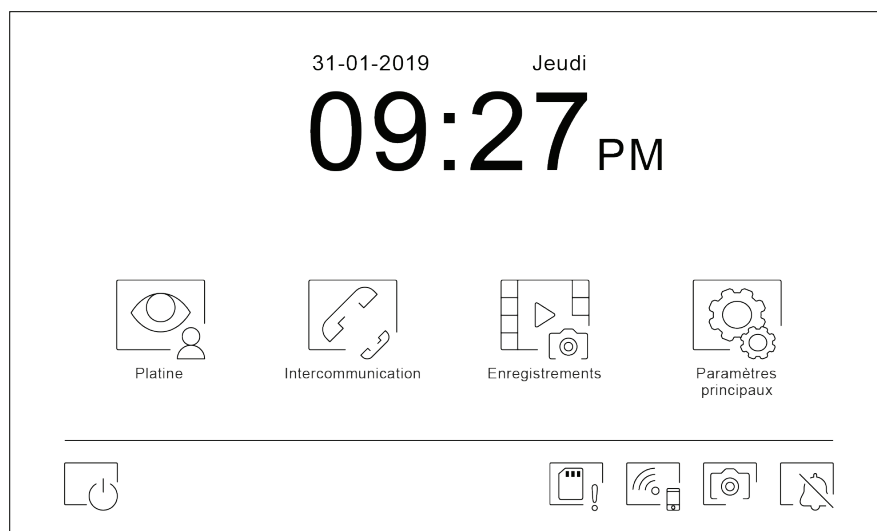 31-01-2019 Jeudi
09:27 PM
Platine Intercommunication Enregistrements Paramètres
principaux